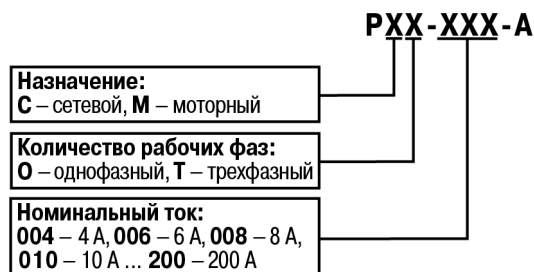 РХХ-ХХХ-А
Назначение:
С – сетевой, М – моторный
Количество рабочих фаз:
О – однофазный, Т – трехфазный
Номинальный ток:
004 – 4 А, 006 – 6 А, 008 – 8 А,
010 – 10 А ... 200 – 200 А